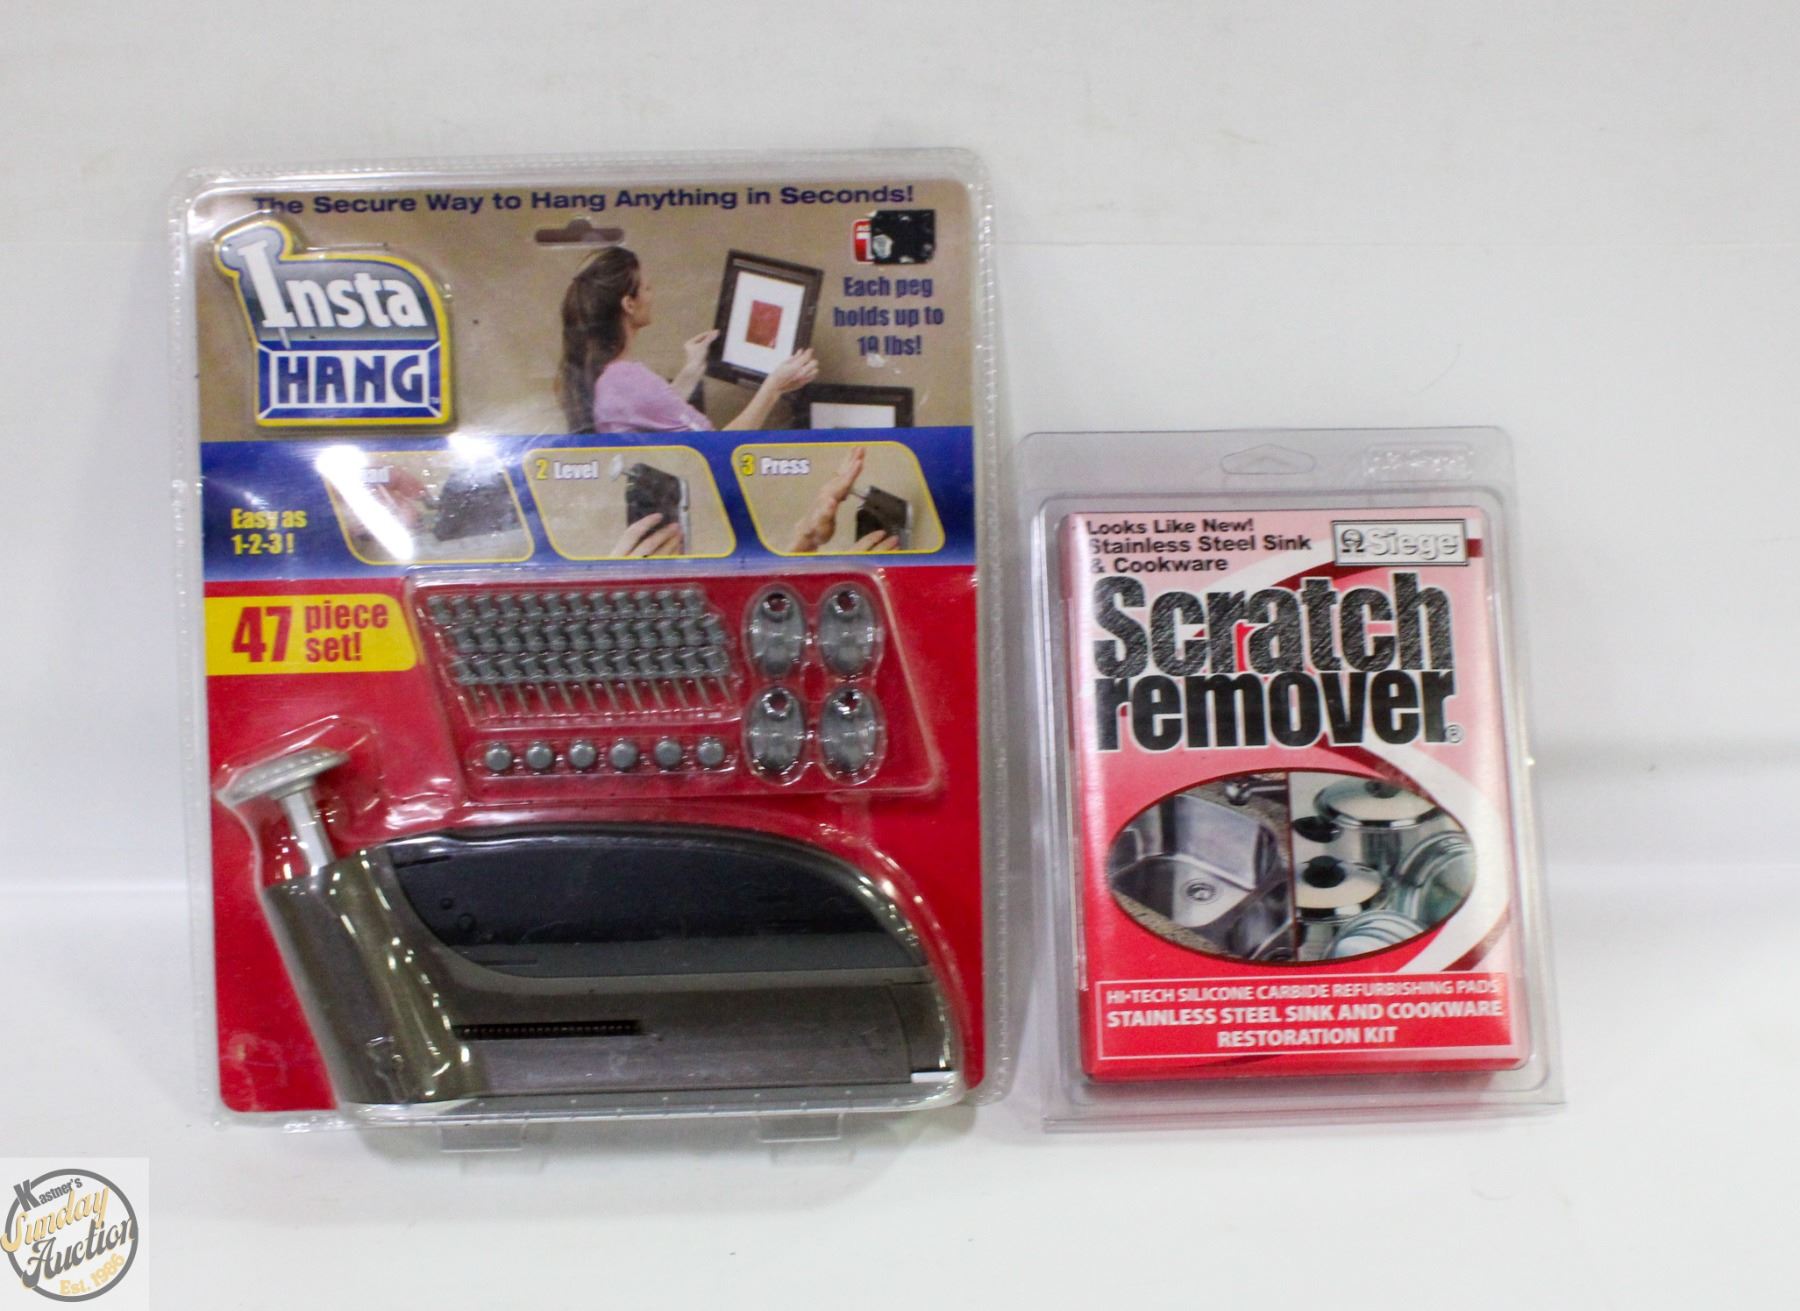 The Secure Way to Hang Anything in Seconds!
Insta
HANG
Each peg
holds up to
10 lbs!
2 Level
3 Press
Easy as
1-2-3!
47 piece
set!
Looks Like New!
Stainless Steel Sink
& Cookware
Siege
Scratch
remover®
HI-TECH SILICONE CARBIDE REFURBISHING PADS
STAINLESS STEEL SINK AND COOKWARE
RESTORATION KIT
Kastner's
Sunday
Auction
Est. 1986